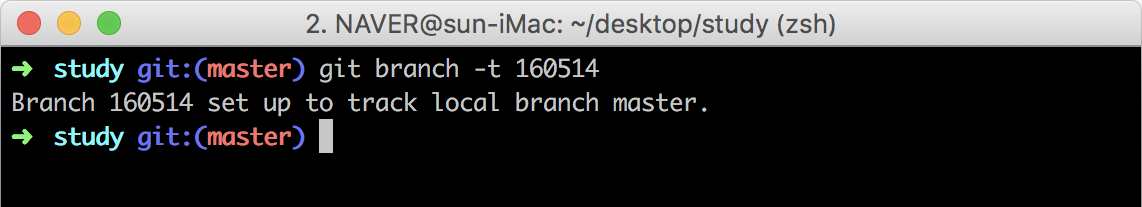 2. NAVER@sun-iMac: ~/desktop/study (zsh)
➜ study git:(master) git branch -t 160514
Branch 160514 set up to track local branch master.
➜ study git:(master)